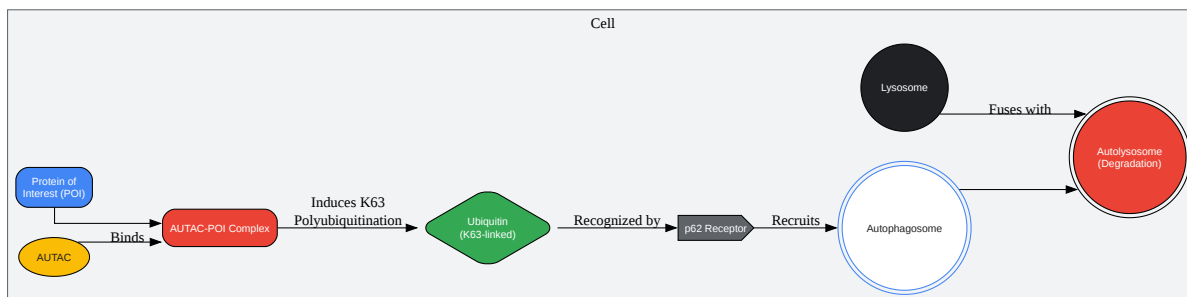 Cell
Protein of
Interest (POI)
AUTAC
Binds
AUTAC-POI Complex
Induces K63
Polyubiquitination
Ubiquitin
(K63-linked)
Recognized by
p62 Receptor
Recruits
Autophagosome
Lysosome
Fuses with
Autolysosome
(Degradation)